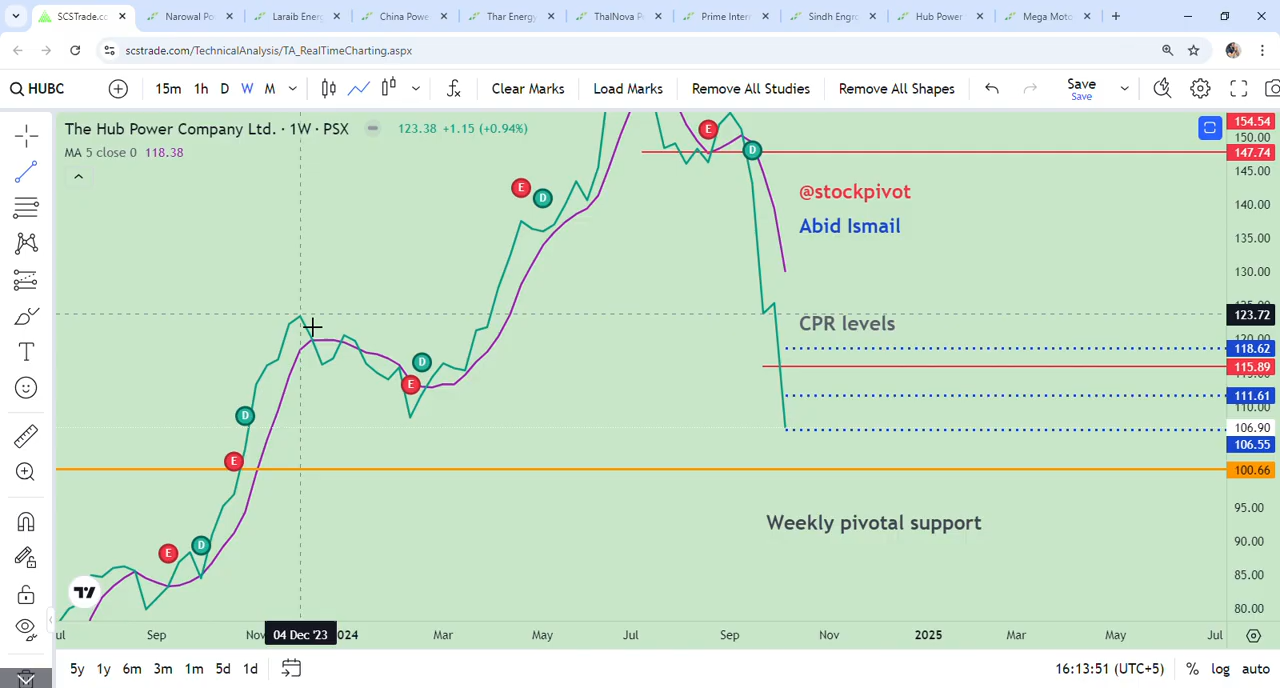 SCSTrade.co
Narowal Po
Laraib Ener
China Powe
Thar Energy
ThalNova P
Prime Inter
Sindh Engr
Hub Power
Mega Moto
scstrade.com/TechnicalAnalysis/TA_RealTimeCharting.aspx
HUBC
15m 1h D W M
Clear Marks
Load Marks
Remove All Studies
Remove All Shapes
Save
Save
The Hub Power Company Ltd. · 1W · PSX
123.38 +1.15 (+0.94%)
MA 5 close 0 118.38
E
D
E
D
E
D
E
D
E
D
@stockpivot
Abid Ismail
CPR levels
Weekly pivotal support
154.54
150.00
147.74
145.00
140.00
135.00
130.00
123.72
118.62
115.89
111.61
110.00
106.90
106.55
100.66
95.00
90.00
85.00
80.00
Sep
Nov
04 Dec '23
2024
Mar
May
Jul
Sep
Nov
2025
Mar
May
Jul
5y 1y 6m 3m 1m 5d 1d
16:13:51 (UTC+5)
% log auto